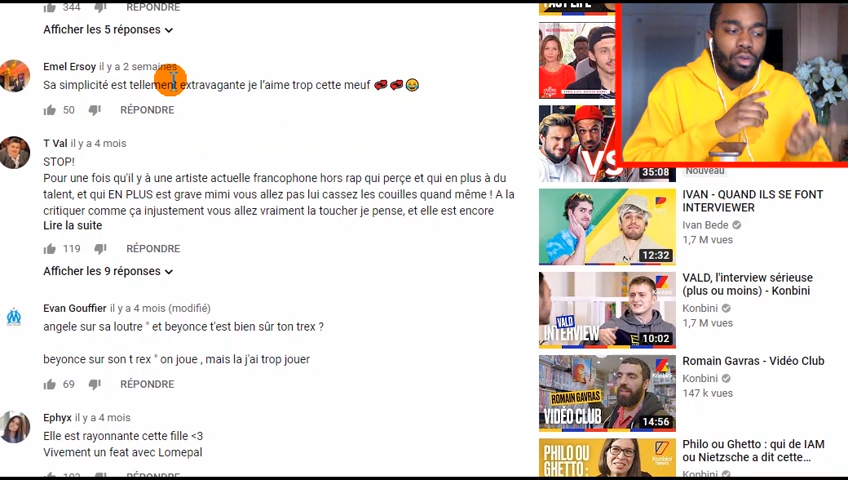 344
RÉPONDRE
Afficher les 5 réponses
Emel Ersoy il y a 2 semaines
Sa simplicité est tellement extravagante je l'aime trop cette meuf 💞💞😂
50
RÉPONDRE
T Val il y a 4 mois
STOP!
Pour une fois qu'il y à une artiste actuelle francophone hors rap qui perçe et qui en plus à du
talent, et qui EN PLUS est grave mimi vous allez pas lui cassez les couilles quand même ! A la
critiquer comme ça injustement vous allez vraiment la toucher je pense, et elle est encore
Lire la suite
119
RÉPONDRE
Afficher les 9 réponses
Evan Gouffier il y a 4 mois (modifié)
angele sur sa loutre " et beyonce t'est bien sûr ton trex ?
beyonce sur son t rex " on joue , mais la j'ai trop jouer
69
RÉPONDRE
Ephyx il y a 4 mois
Elle est rayonnante cette fille <3
Vivement un feat avec Lomepal
RÉPONDRE
FAST LIFE
VS
35:08
Nouveau
12:32
IVAN - QUAND ILS SE FONT
INTERVIEWER
Ivan Bede
1,7 M vues
VALD
INTERVIEW
10:02
VALD, l'interview sérieuse
(plus ou moins) - Konbini
Konbini
1,7 M vues
ROMAIN GAVRAS
VIDÉO CLUB
14:56
Romain Gavras - Vidéo Club
Konbini
147 k vues
PHILO OU
GHETTO :
Philo ou Ghetto : qui de IAM
ou Nietzsche a dit cette...
Konbini